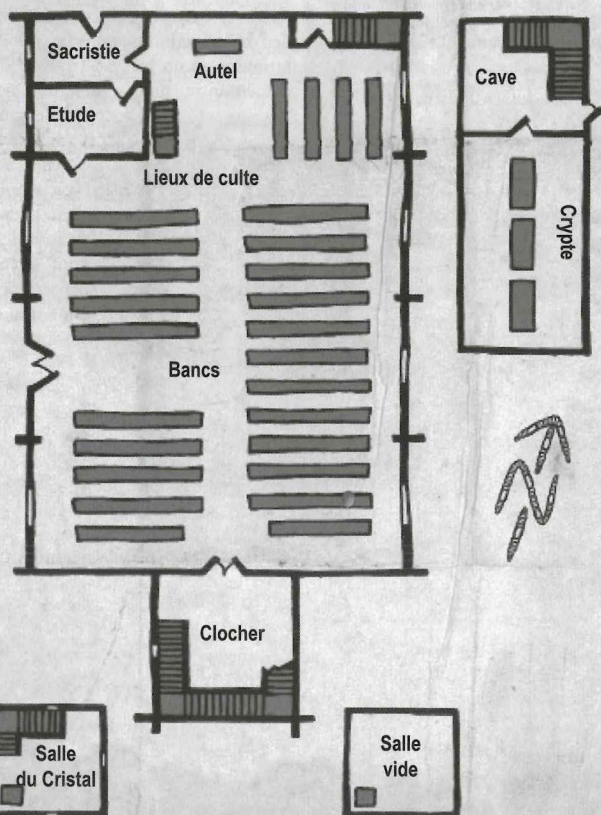 Sacristie
Autel
Cave
Etude
Lieux de culte
Crypte
Bancs
N
Clocher
Salle
du Cristal
Salle
vide